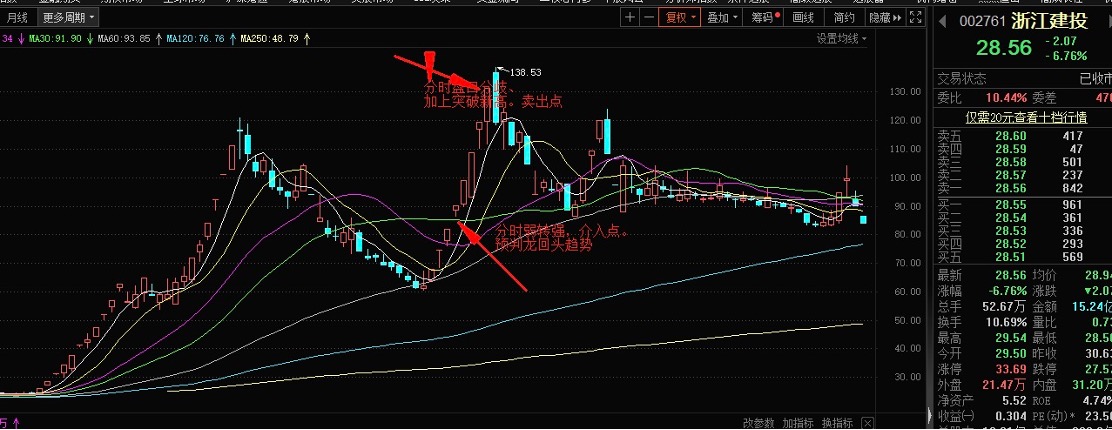 月线 更多周期
+ - 复权 叠加 筹码 画线 简约 隐藏
34 ↓ MA30:91.90 ↓ MA60:93.85 ↑ MA120:76.76 ↑ MA250:48.79 ↑
设置均线
138.53
分时盘口分歧、
加上突破新高。卖出点
分时弱转强，介入点。
预判龙回头趋势
130.00
120.00
110.00
100.00
90.00
80.00
70.00
60.00
50.00
40.00
30.00
改参数 加指标 换指标
002761 浙江建投
28.56 -2.07
-6.76%
交易状态 已收市
委比 10.44% 委差 470
仅需20元查看十档行情
卖五 28.60 417
卖四 28.59 47
卖三 28.58 501
卖二 28.57 237
卖一 28.56 842
买一 28.55 961
买二 28.54 361
买三 28.53 336
买四 28.52 293
买五 28.51 569
最新 28.56 均价 28.94
涨幅 -6.76% 涨跌 ▼2.07
总手 52.67万 金额 15.24亿
换手 10.69% 量比 0.73
最高 29.54 最低 28.50
今开 29.50 昨收 30.63
涨停 33.69 跌停 27.57
外盘 21.47万 内盘 31.20万
净资产 5.52 ROE 4.74%
收益㈠ 0.304 PE(动)* 23.50